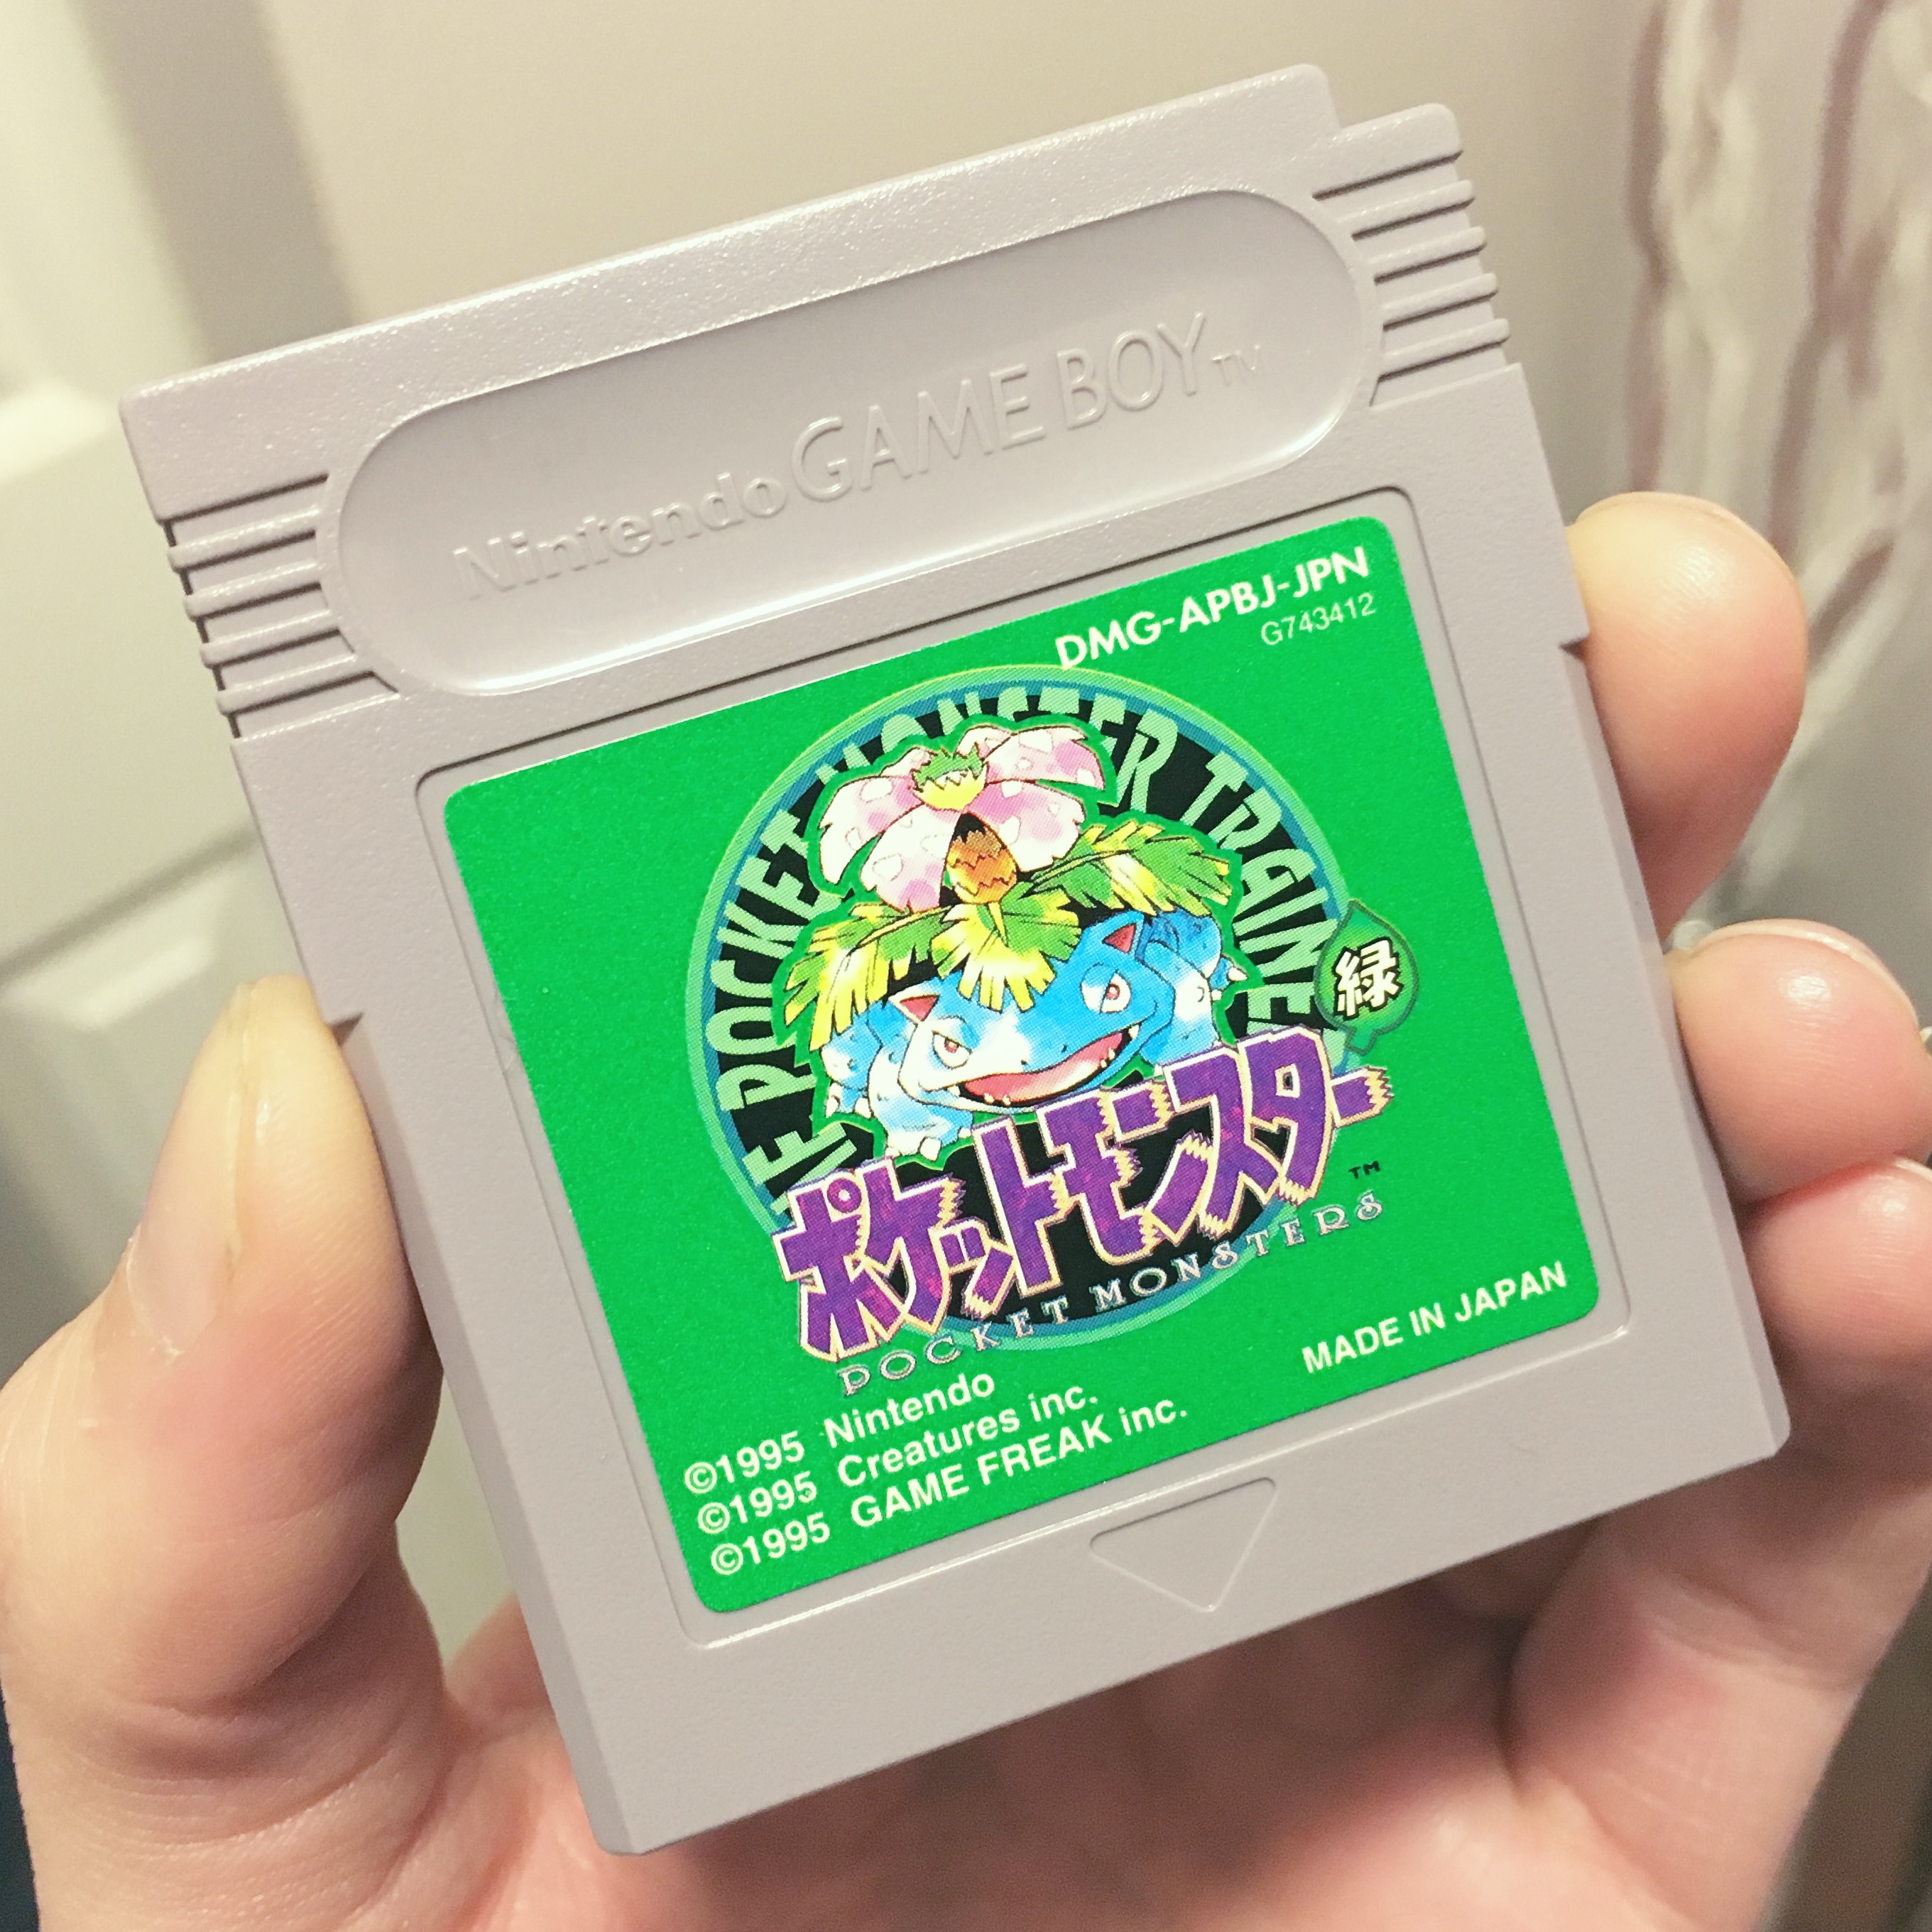 Nintendo GAME BOY TM
DMG-APBJ-JPN
G743412
POCKET MONSTER TRAINE
緑
ポケットモンスター
TM
POCKET MONSTERS
MADE IN JAPAN
©1995 Nintendo
©1995 Creatures inc.
©1995 GAME FREAK inc.